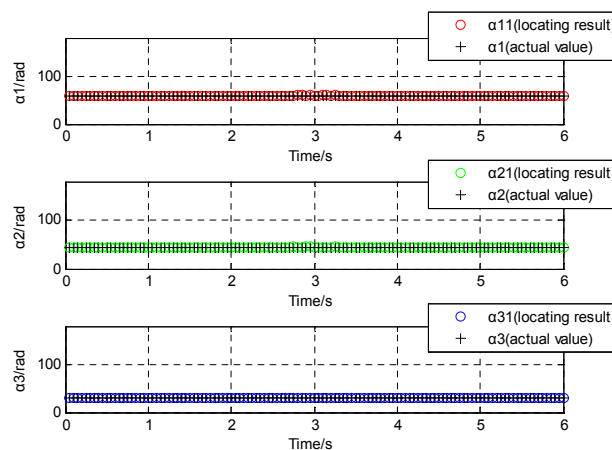 α11(locating result)
α1(actual value)
α1/rad
100
0
0 1 2 3 4 5 6
Time/s
α21(locating result)
α2(actual value)
α2/rad
100
0
0 1 2 3 4 5 6
Time/s
α31(locating result)
α3(actual value)
α3/rad
100
0
0 1 2 3 4 5 6
Time/s